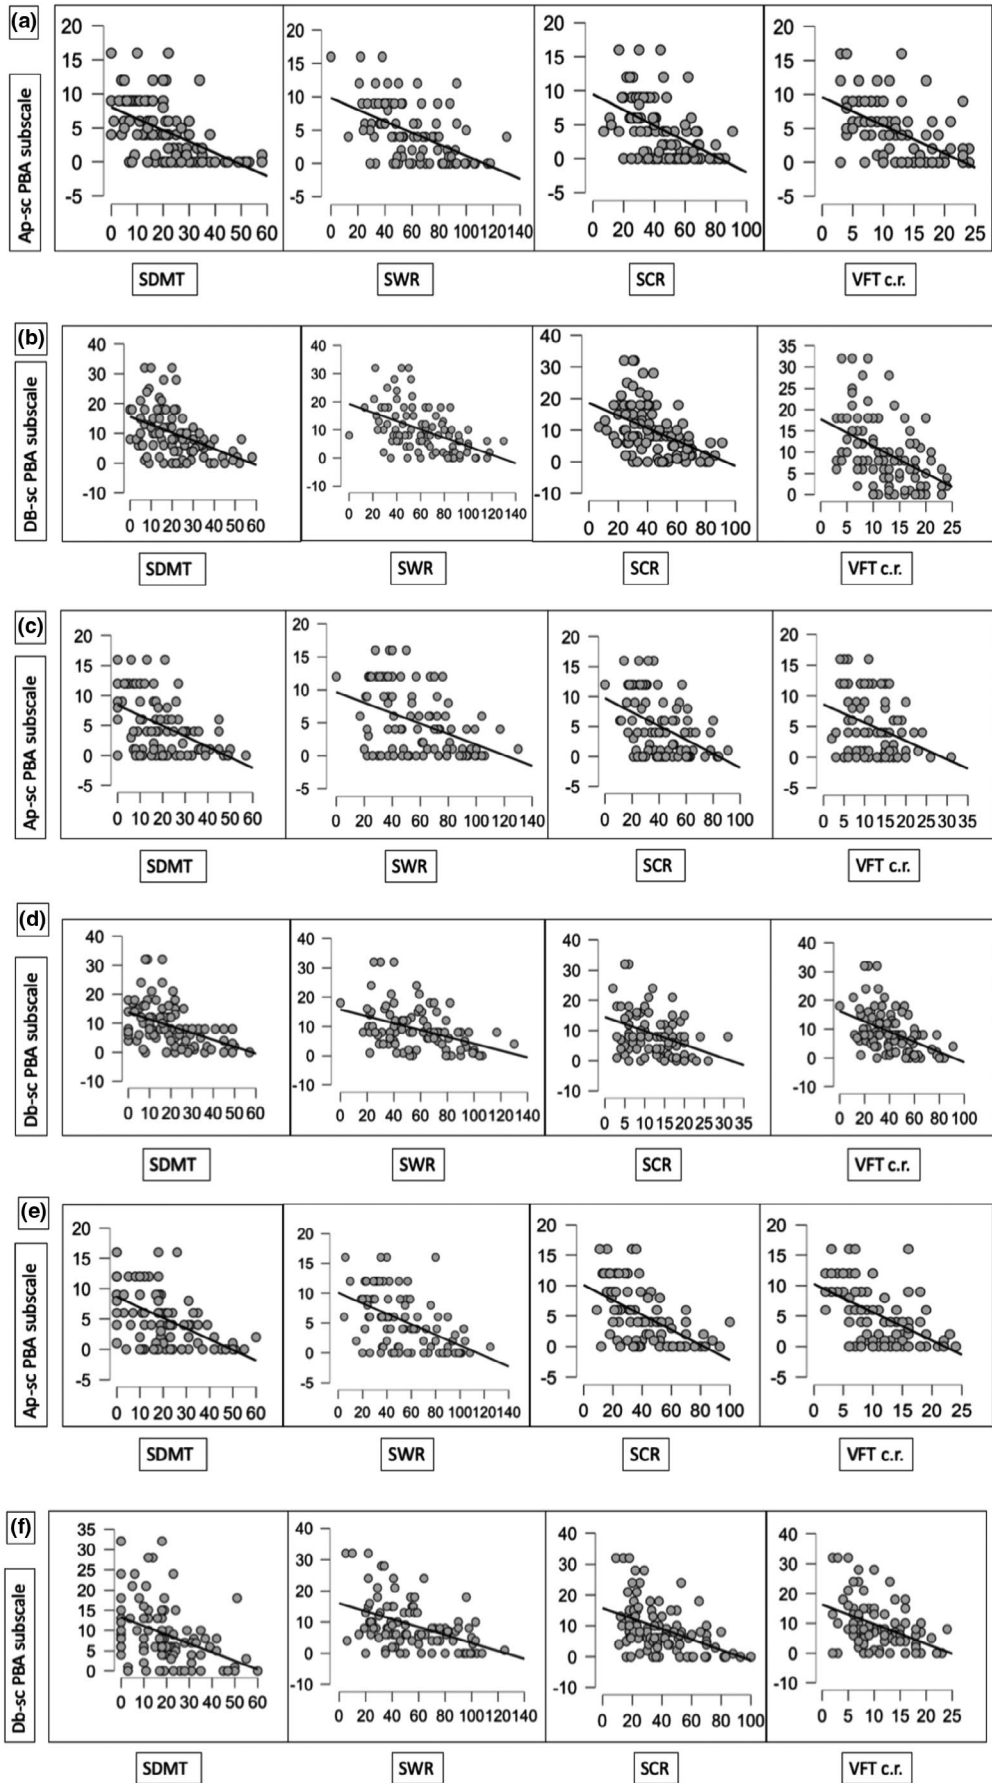 (a)
Ap-sc PBA subscale
20
15
10
5
0
-5
0 10 20 30 40 50 60
SDMT
20
15
10
5
0
-5
0 20 40 60 80 100120140
SWR
20
15
10
5
0
-5
0 20 40 60 80 100
SCR
20
15
10
5
0
-5
0 5 10 15 20 25
VFT c.r.
(b)
DB-sc PBA subscale
40
30
20
10
0
-10
0 10 20 30 40 50 60
SDMT
40
30
20
10
0
-10
0 20 40 60 80 100 120 140
SWR
40
30
20
10
0
-10
0 20 40 60 80 100
SCR
35
30
25
20
15
10
5
0
0 5 10 15 20 25
VFT c.r.
(c)
Ap-sc PBA subscale
20
15
10
5
0
-5
0 10 20 30 40 50 60
SDMT
20
15
10
5
0
-5
0 20 40 60 80 100 120 140
SWR
20
15
10
5
0
-5
0 20 40 60 80 100
SCR
20
15
10
5
0
-5
0 5 10 15 20 25 30 35
VFT c.r.
(d)
Db-sc PBA subscale
40
30
20
10
0
-10
0 10 20 30 40 50 60
SDMT
40
30
20
10
0
-10
0 20 40 60 80 100 120 140
SWR
40
30
20
10
0
-10
0 5 10 15 20 25 30 35
SCR
40
30
20
10
0
-10
0 20 40 60 80 100
VFT c.r.
(e)
Ap-sc PBA subscale
20
15
10
5
0
-5
0 10 20 30 40 50 60
SDMT
20
15
10
5
0
-5
0 20 40 60 80 100120140
SWR
20
15
10
5
0
-5
0 20 40 60 80 100
SCR
20
15
10
5
0
-5
0 5 10 15 20 25
VFT c.r.
(f)
Db-sc PBA subscale
35
30
25
20
15
10
5
0
0 10 20 30 40 50 60
SDMT
40
30
20
10
0
-10
0 20 40 60 80 100 120 140
SWR
40
30
20
10
0
-10
0 20 40 60 80 100
SCR
40
30
20
10
0
-10
0 5 10 15 20 25
VFT c.r.